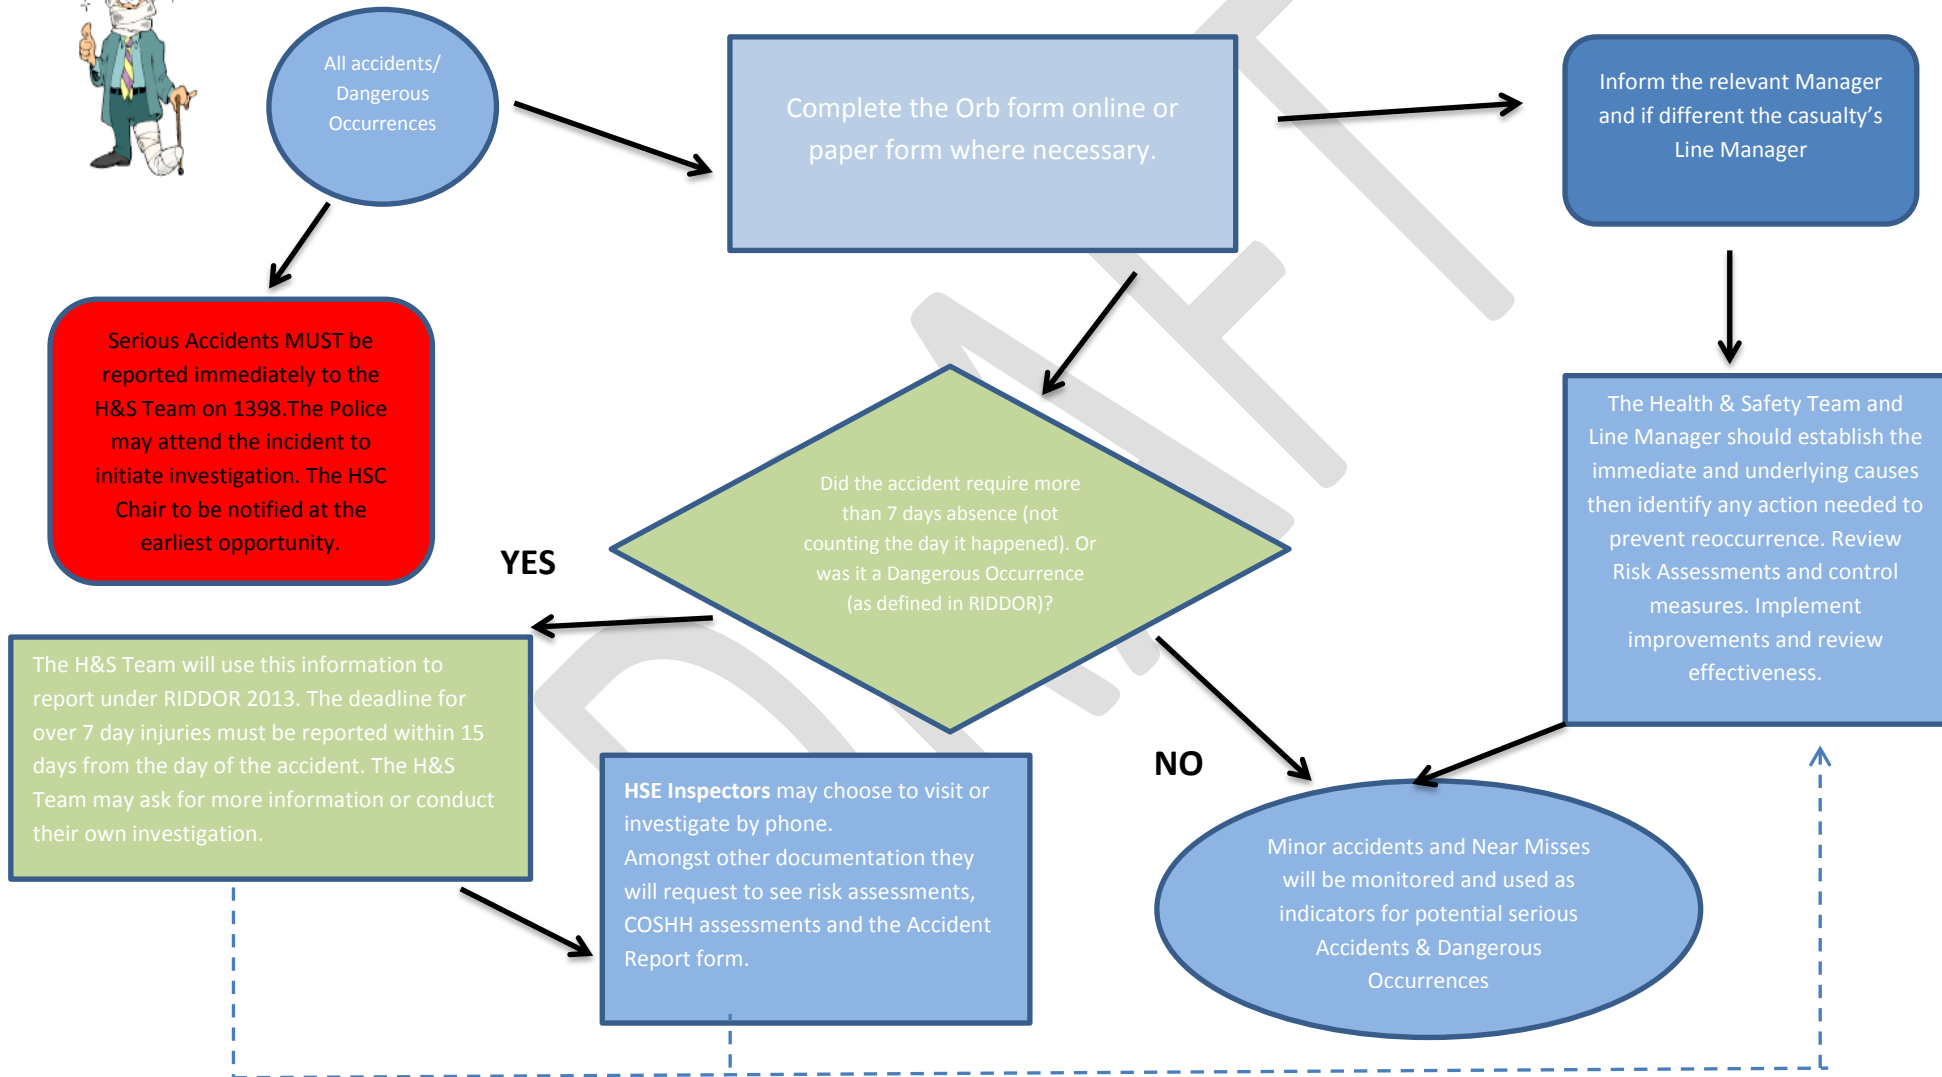 All accidents/
Dangerous
Occurrences
Complete the Orb form online or
paper form where necessary.
Inform the relevant Manager
and if different the casualty’s
Line Manager
Serious Accidents MUST be
reported immediately to the
H&S Team on 1398.The Police
may attend the incident to
initiate investigation. The HSC
Chair to be notified at the
earliest opportunity.
Did the accident require more
than 7 days absence (not
counting the day it happened). Or
was it a Dangerous Occurrence
(as defined in RIDDOR)?
The Health & Safety Team and
Line Manager should establish the
immediate and underlying causes
then identify any action needed to
prevent reoccurrence. Review
Risk Assessments and control
measures. Implement
improvements and review
effectiveness.
YES
The H&S Team will use this information to
report under RIDDOR 2013. The deadline for
over 7 day injuries must be reported within 15
days from the day of the accident. The H&S
Team may ask for more information or conduct
their own investigation.
NO
HSE Inspectors may choose to visit or
investigate by phone.
Amongst other documentation they
will request to see risk assessments,
COSHH assessments and the Accident
Report form.
Minor accidents and Near Misses
will be monitored and used as
indicators for potential serious
Accidents & Dangerous
Occurrences
DRAFT